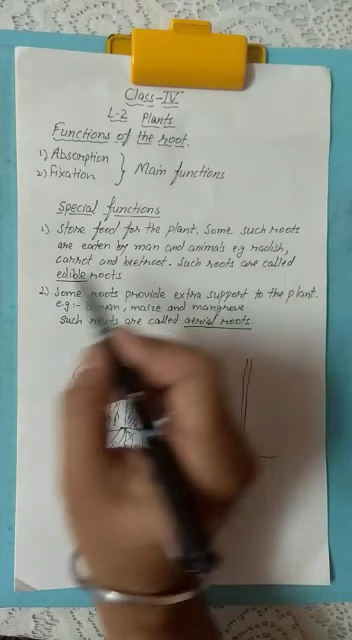 Class-IV
L-2 Plants
Functions of the root.
1) Absorption
2) Fixation } Main functions
Special functions
1) Store food for the plant. Some such roots
are eaten by man and animals eg radish,
carrot and beetroot. Such roots are called
edible roots
2) Some roots provide extra support to the plant.
e.g:- maize and mangrove
such roots are called aerial roots.